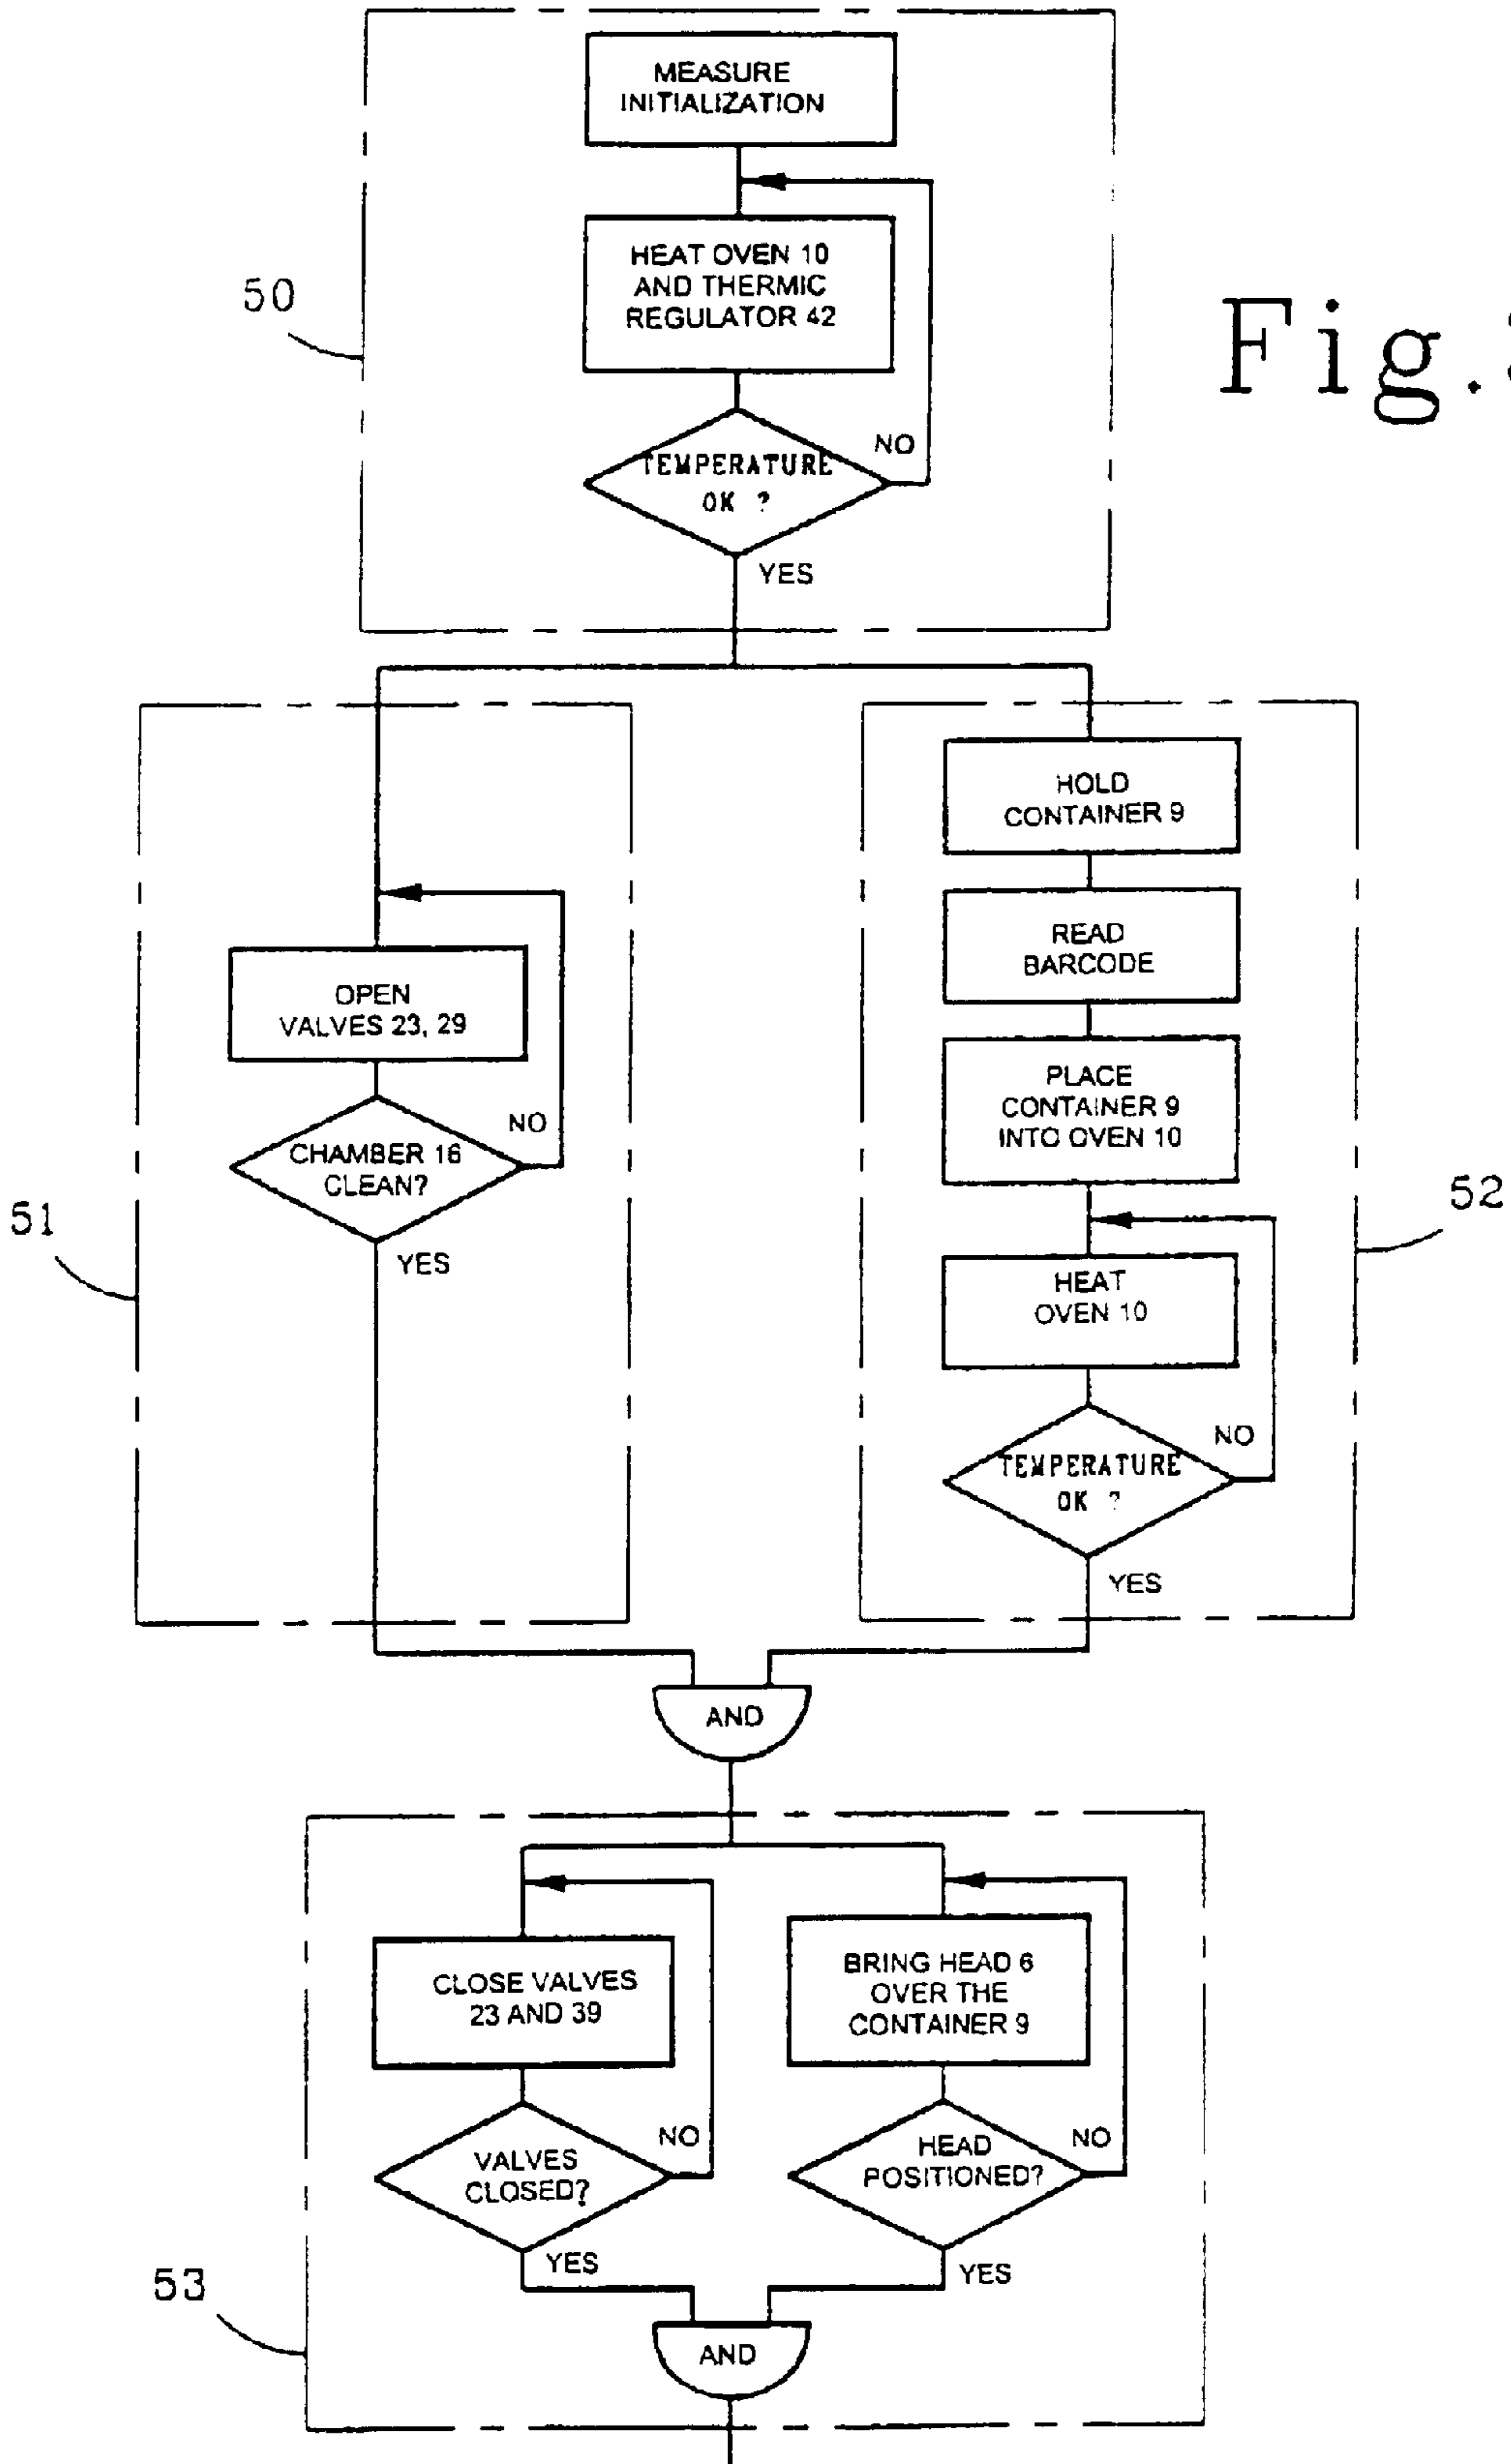 MEASURE
INITIALIZATION
HEAT OVEN 10
AND THERMIC
REGULATOR 42
50
Fig.
NO
TEMPERATURE
OK ?
YES
HOLD
CONTAINER 9
READ
BARCODE
OPEN
VALVES 23, 29
PLACE
CONTAINER 9
INTO OVEN 10
NO
CHAMBER 16
CLEAN?
51
52
YES
HEAT
OVEN 10
NO
TEMPERATURE
OK ?
YES
AND
CLOSE VALVES
23 AND 39
BRING HEAD 6
OVER THE
CONTAINER 9
NO
VALVES
CLOSED?
NO
HEAD
POSITIONED?
YES
YES
53
AND